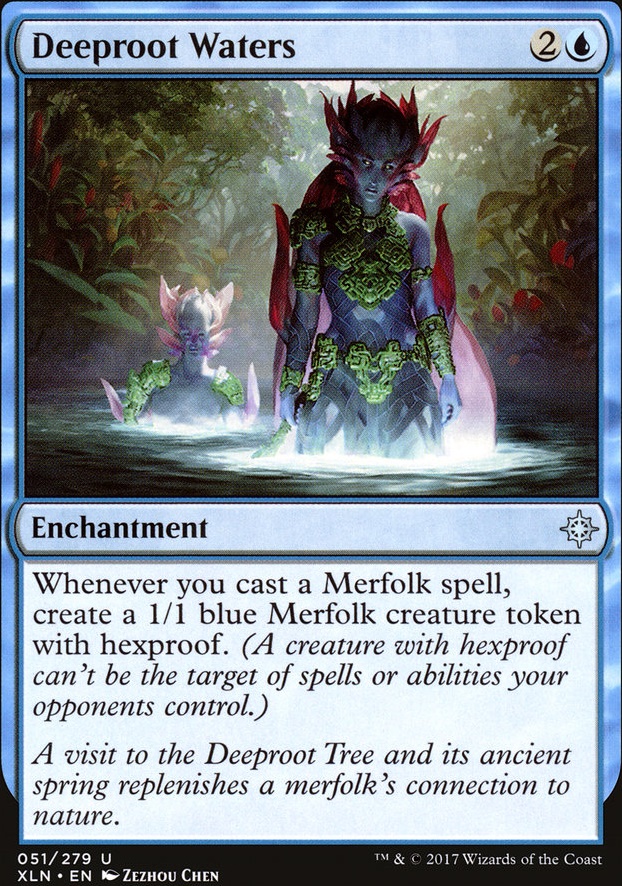 Deeproot Waters 2
Enchantment
Whenever you cast a Merfolk spell,
create a 1/1 blue Merfolk creature token
with hexproof. (A creature with hexproof
can't be the target of spells or abilities your
opponents control.)
A visit to the Deeproot Tree and its ancient
spring replenishes a merfolk's connection to
nature.
051/279 U
XLN • EN Zezhou Chen
™ & © 2017 Wizards of the Coast